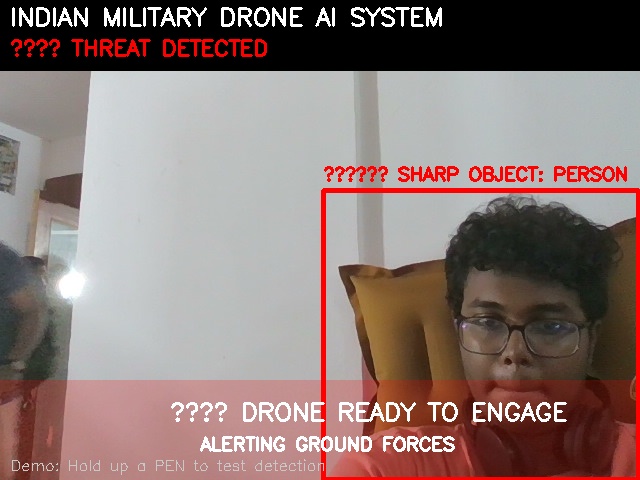 INDIAN MILITARY DRONE AI SYSTEM
???? THREAT DETECTED
?????? SHARP OBJECT: PERSON
???? DRONE READY TO ENGAGE
ALERTING GROUND FORCES
Demo: Hold up a PEN to test detection